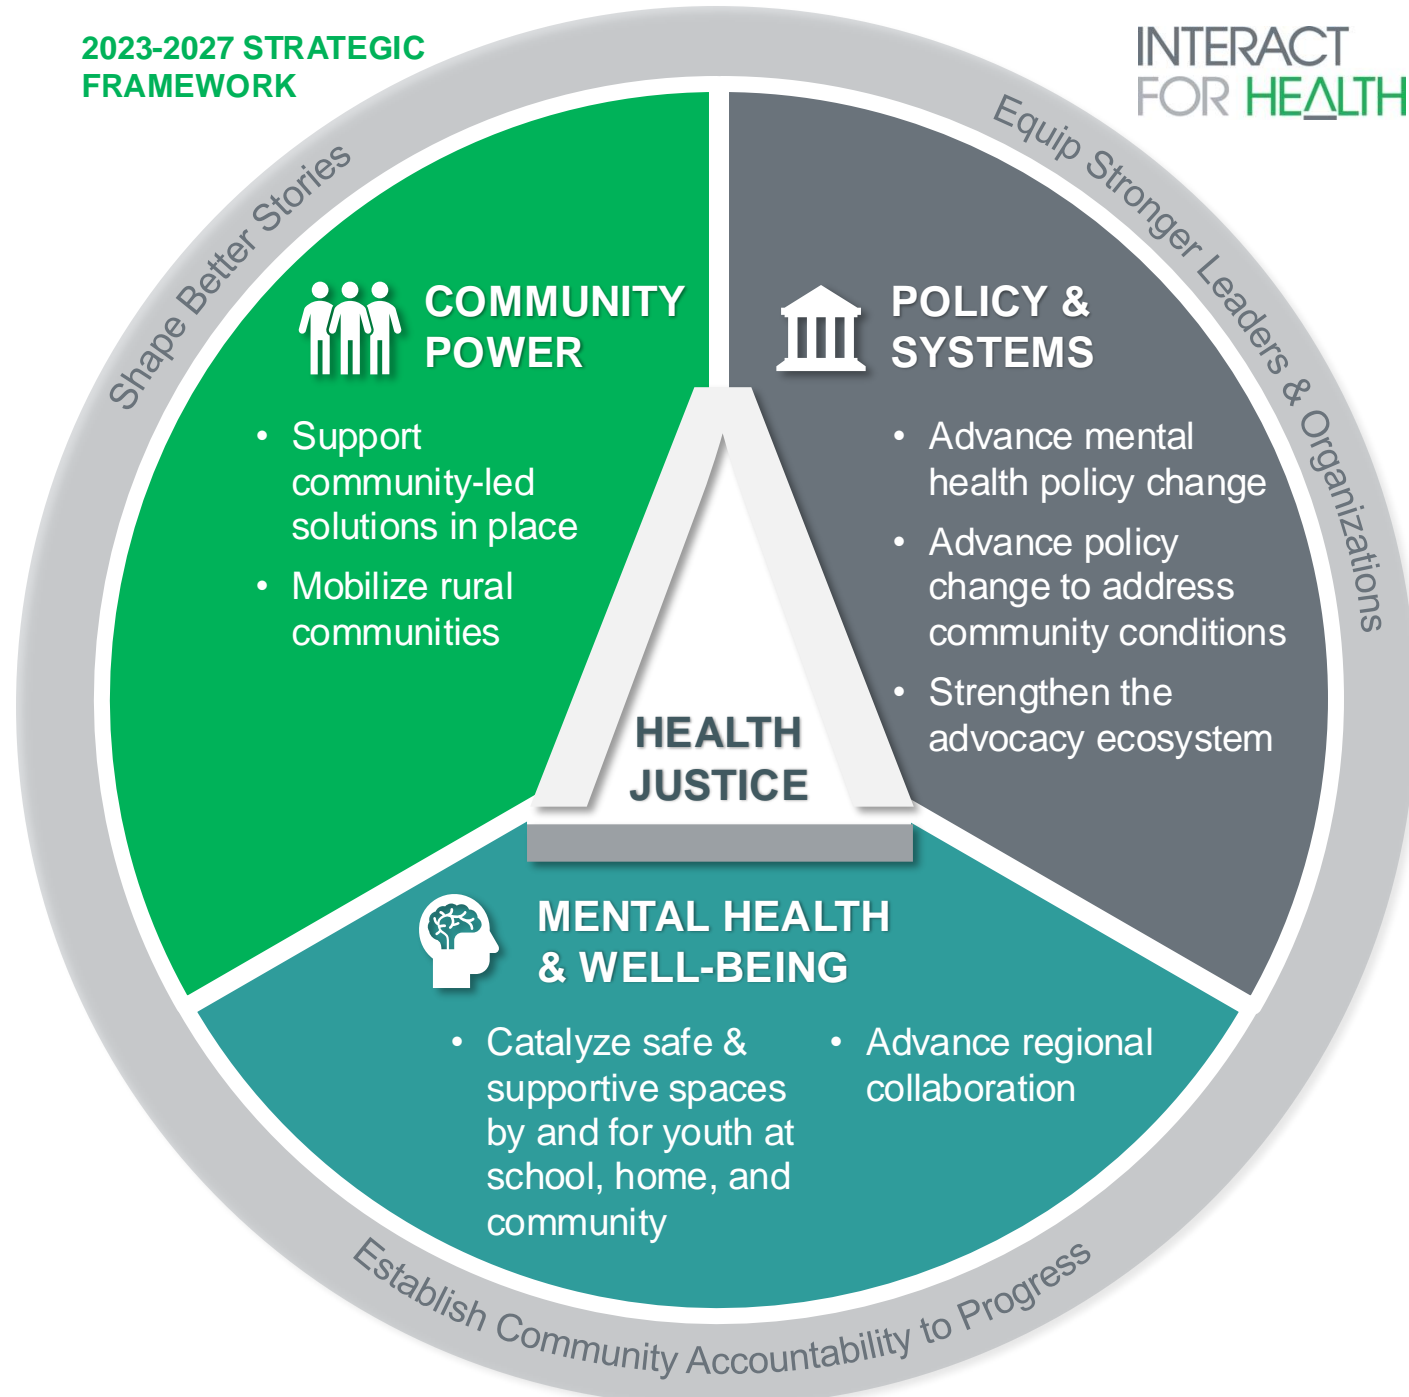 2023-2027 STRATEGIC
FRAMEWORK
INTERACT
FOR HEΛLTH
Shape Better Stories
Equip Stronger Leaders & Organizations
COMMUNITY
POWER
• Support
community-led
solutions in place
• Mobilize rural
communities
POLICY &
SYSTEMS
• Advance mental
health policy change
• Advance policy
change to address
community conditions
• Strengthen the
advocacy ecosystem
HEALTH
JUSTICE
MENTAL HEALTH
& WELL-BEING
• Catalyze safe &
supportive spaces
by and for youth at
school, home, and
community
• Advance regional
collaboration
Establish Community Accountability to Progress